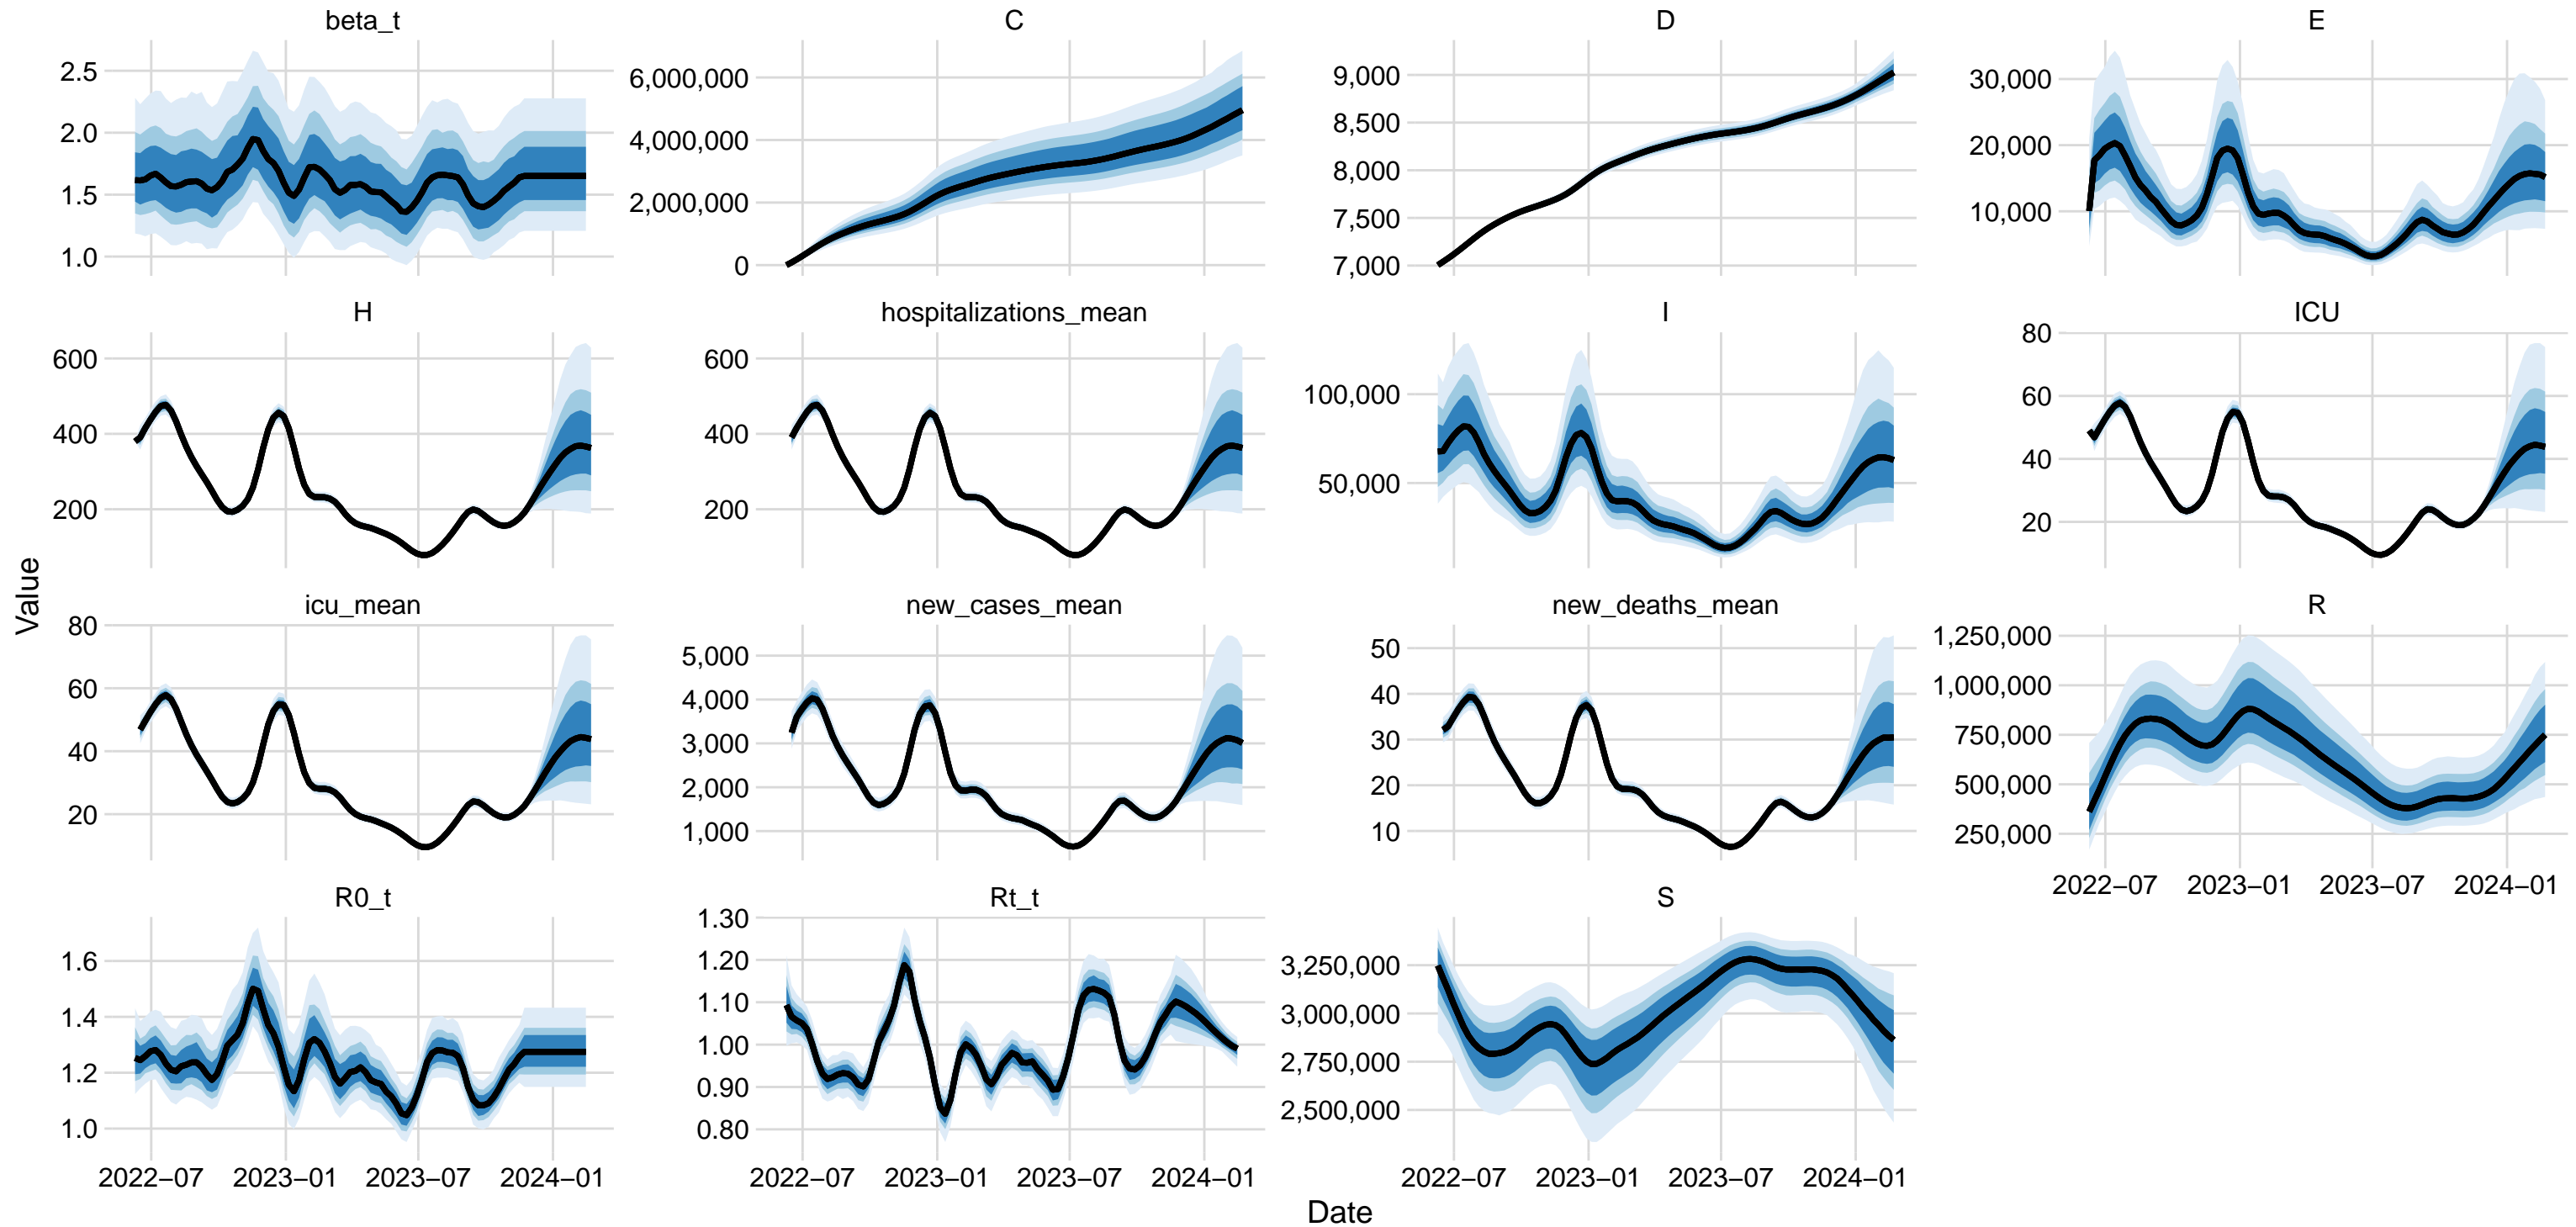 beta_t
C
D
E
2.5
2.0
1.5
1.0
6,000,000
4,000,000
2,000,000
0
9,000
8,500
8,000
7,500
7,000
30,000
20,000
10,000
H
hospitalizations_mean
I
ICU
600
400
200
600
400
200
100,000
50,000
80
60
40
20
icu_mean
new_cases_mean
new_deaths_mean
R
80
60
40
20
5,000
4,000
3,000
2,000
1,000
50
40
30
20
10
1,250,000
1,000,000
750,000
500,000
250,000
2022−07 2023−01 2023−07 2024−01
R0_t
Rt_t
S
1.6
1.4
1.2
1.0
1.30
1.20
1.10
1.00
0.90
0.80
3,250,000
3,000,000
2,750,000
2,500,000
2022−07 2023−01 2023−07 2024−01
2022−07 2023−01 2023−07 2024−01
2022−07 2023−01 2023−07 2024−01
Date
Value